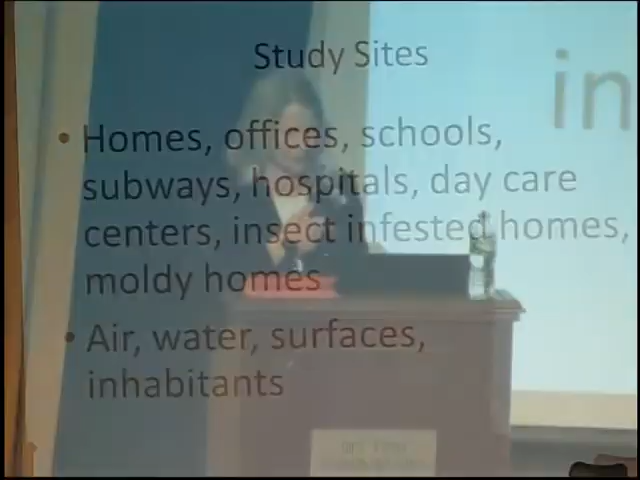 Study Sites
in
• Homes, offices, schools,
subways, hospitals, day care
centers, insect infested homes,
moldy homes
• Air, water, surfaces,
inhabitants